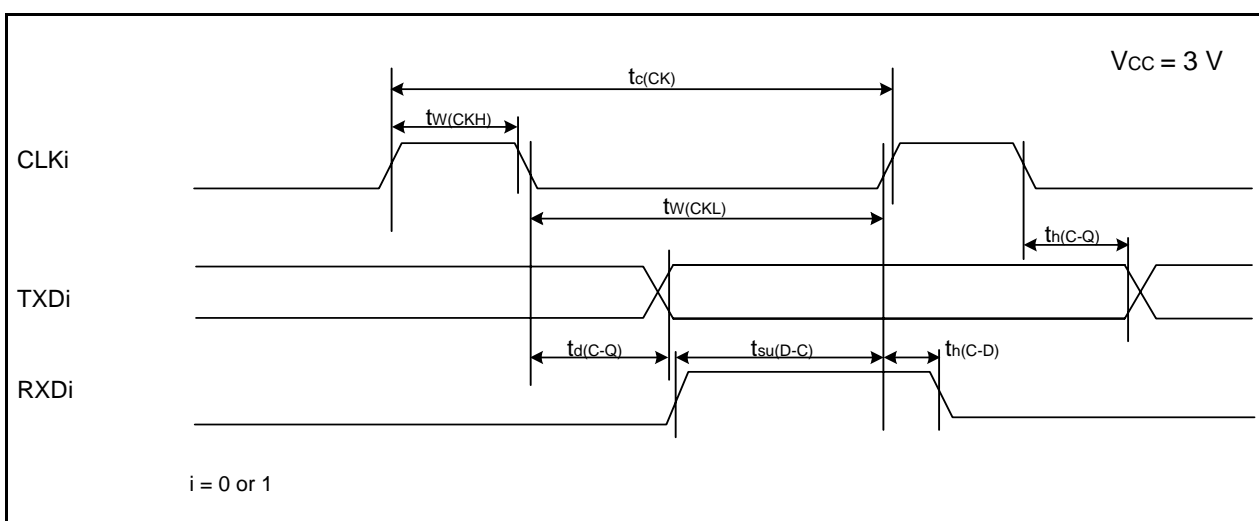 VCC = 3 V
tc(CK)
tW(CKH)
CLKi
tW(CKL)
th(C-Q)
TXDi
td(C-Q)
tsu(D-C)
th(C-D)
RXDi
i = 0 or 1